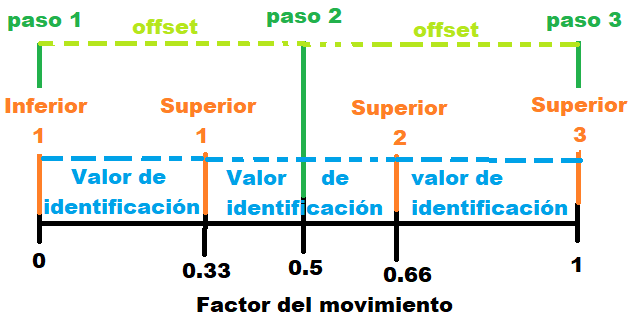 paso 1
offset
paso 2
offset
paso 3
Inferior
1
Superior
1
Superior
2
Superior
3
Valor de
identificación
Valor de
identificación
valor de
identificación
0
0.33
0.5
0.66
1
Factor del movimiento